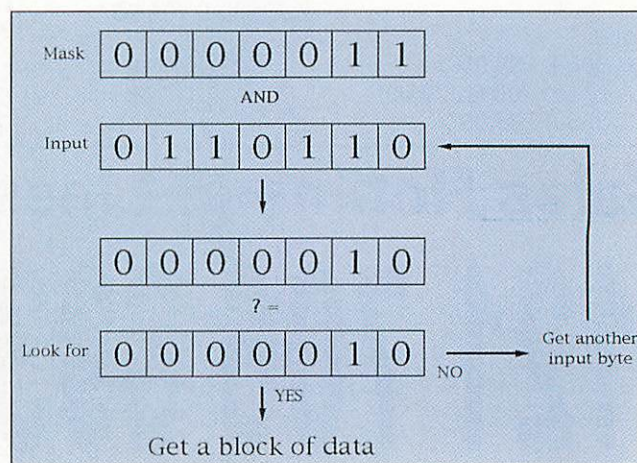 Mask 0 0 0 0 0 1 1
AND
Input 0 1 1 0 1 1 0
0 0 0 0 0 1 0
? =
Look for 0 0 0 0 0 1 0
NO
Get another
input byte
YES
Get a block of data